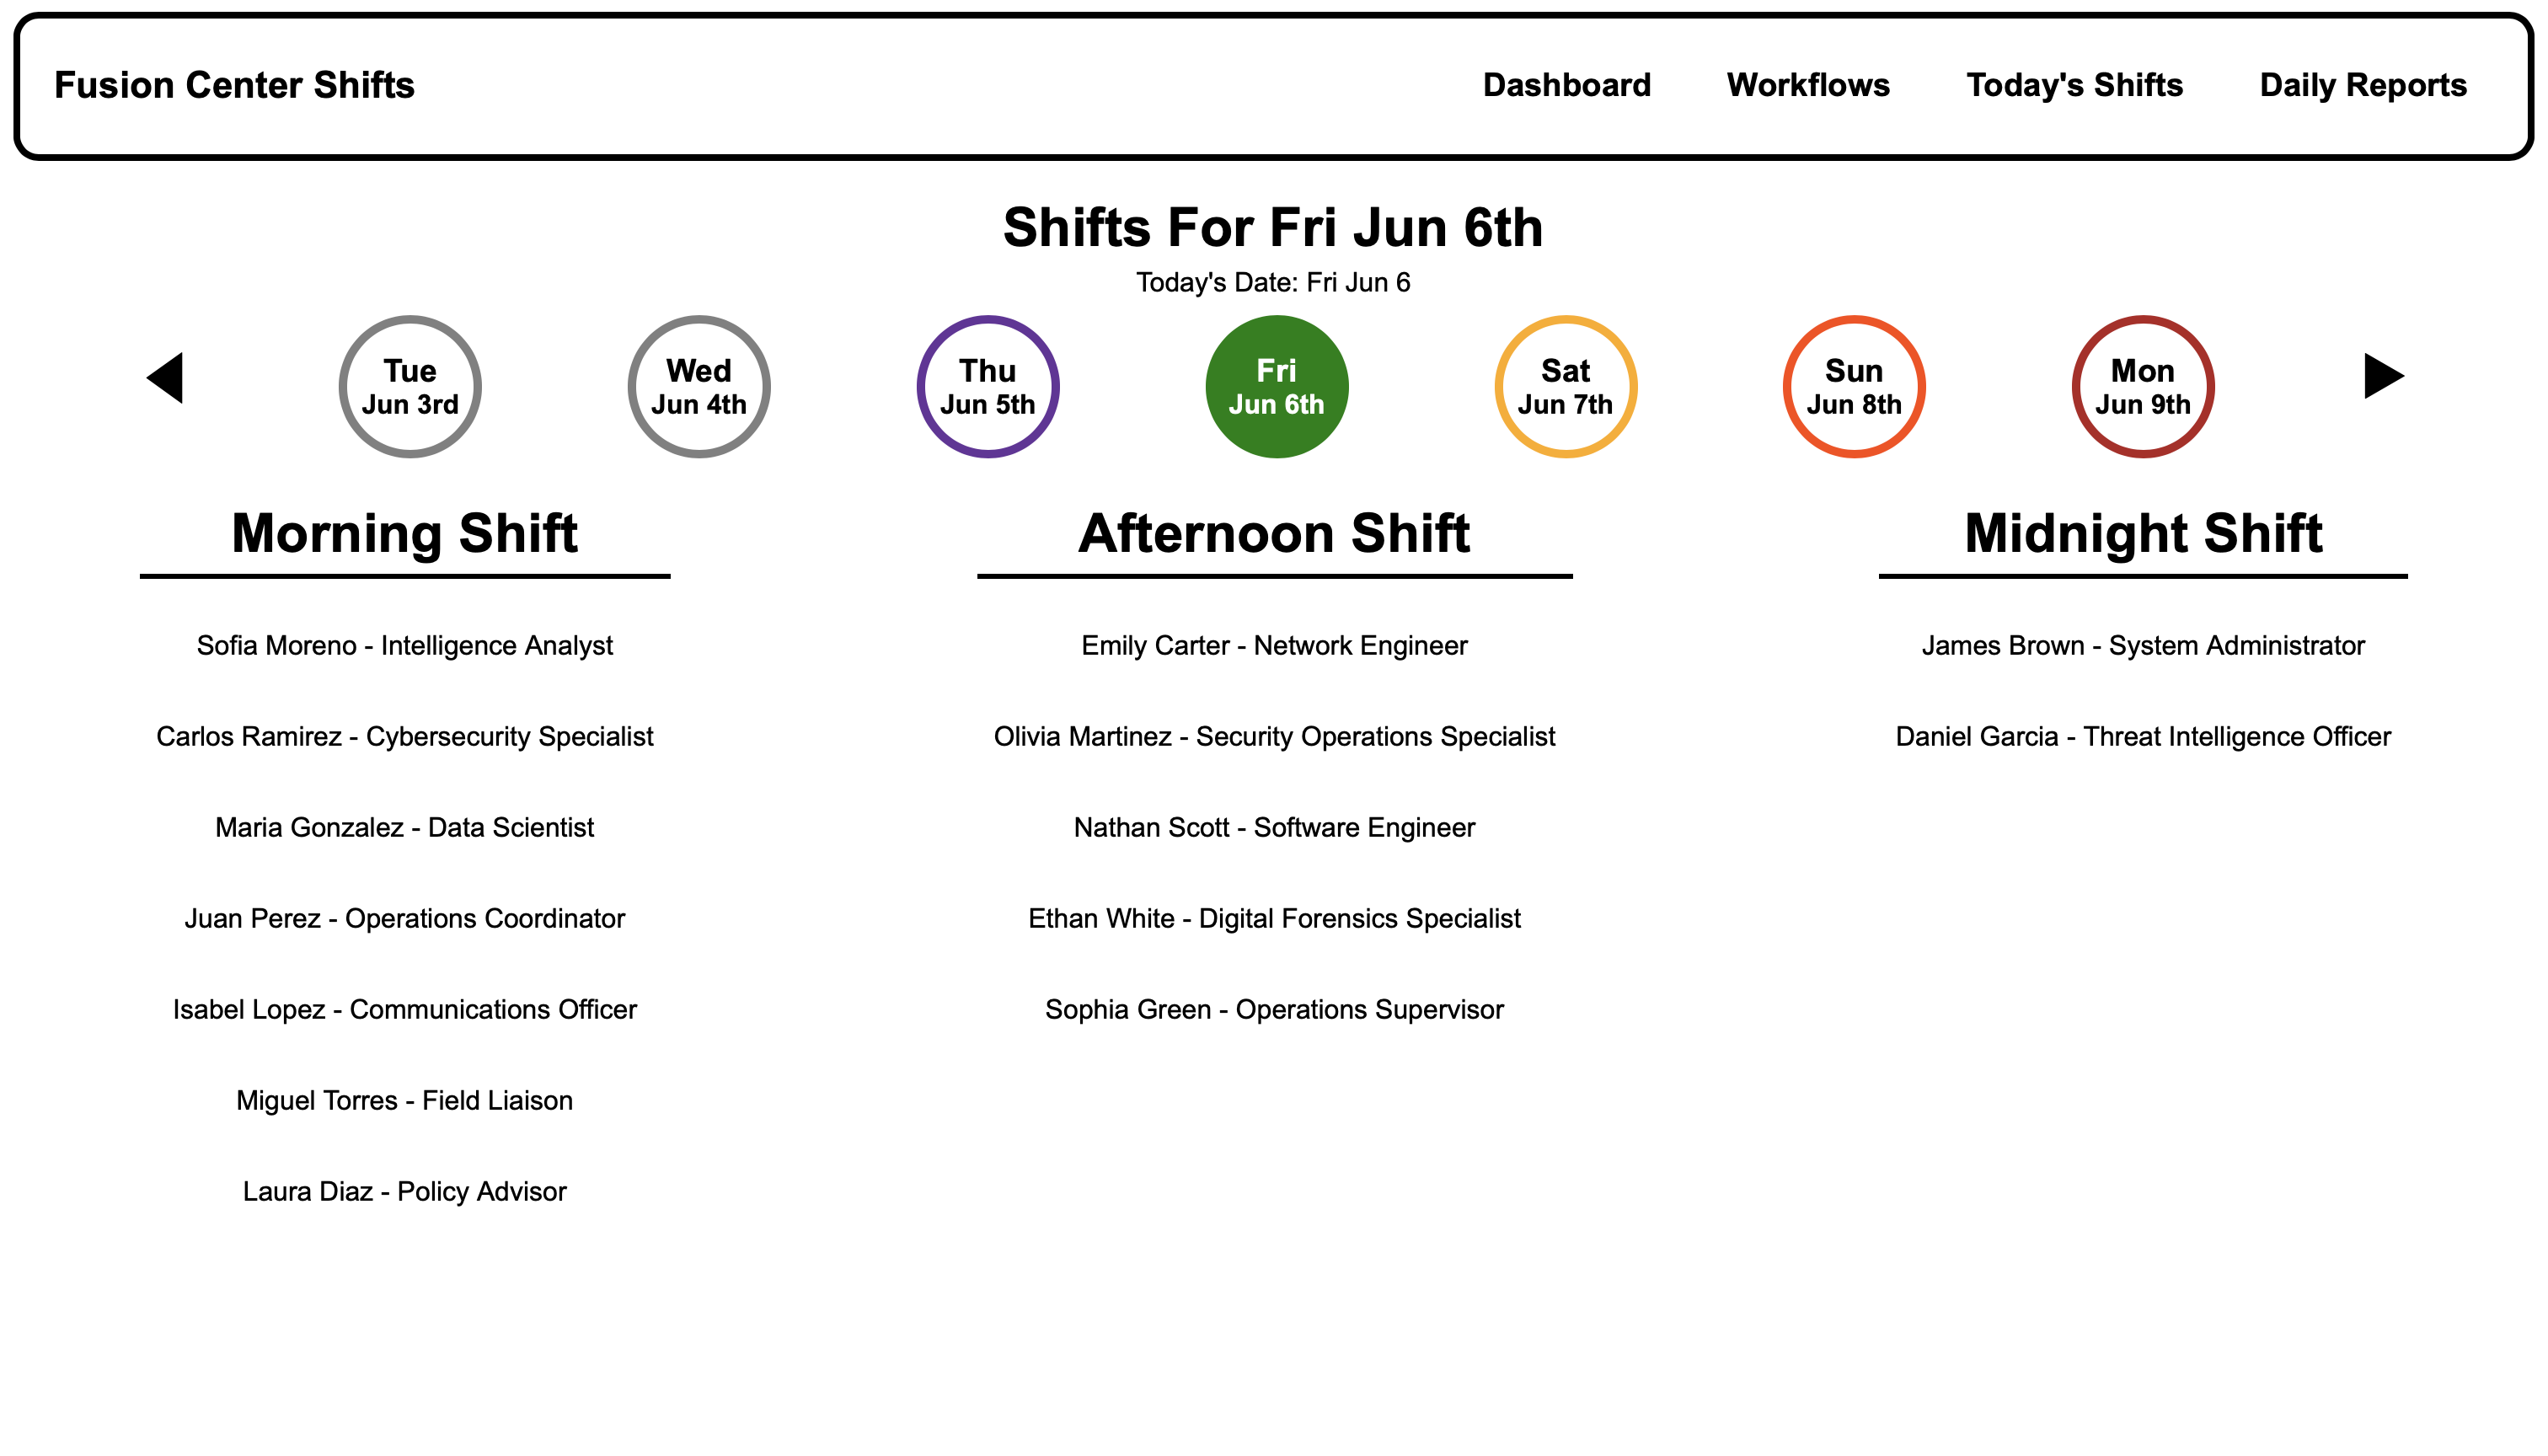 Fusion Center Shifts
Dashboard
Workflows
Today's Shifts
Daily Reports
Shifts For Fri Jun 6th
Today's Date: Fri Jun 6
Tue
Jun 3rd
Wed
Jun 4th
Thu
Jun 5th
Fri
Jun 6th
Sat
Jun 7th
Sun
Jun 8th
Mon
Jun 9th
Morning Shift
Sofia Moreno - Intelligence Analyst
Carlos Ramirez - Cybersecurity Specialist
Maria Gonzalez - Data Scientist
Juan Perez - Operations Coordinator
Isabel Lopez - Communications Officer
Miguel Torres - Field Liaison
Laura Diaz - Policy Advisor
Afternoon Shift
Emily Carter - Network Engineer
Olivia Martinez - Security Operations Specialist
Nathan Scott - Software Engineer
Ethan White - Digital Forensics Specialist
Sophia Green - Operations Supervisor
Midnight Shift
James Brown - System Administrator
Daniel Garcia - Threat Intelligence Officer